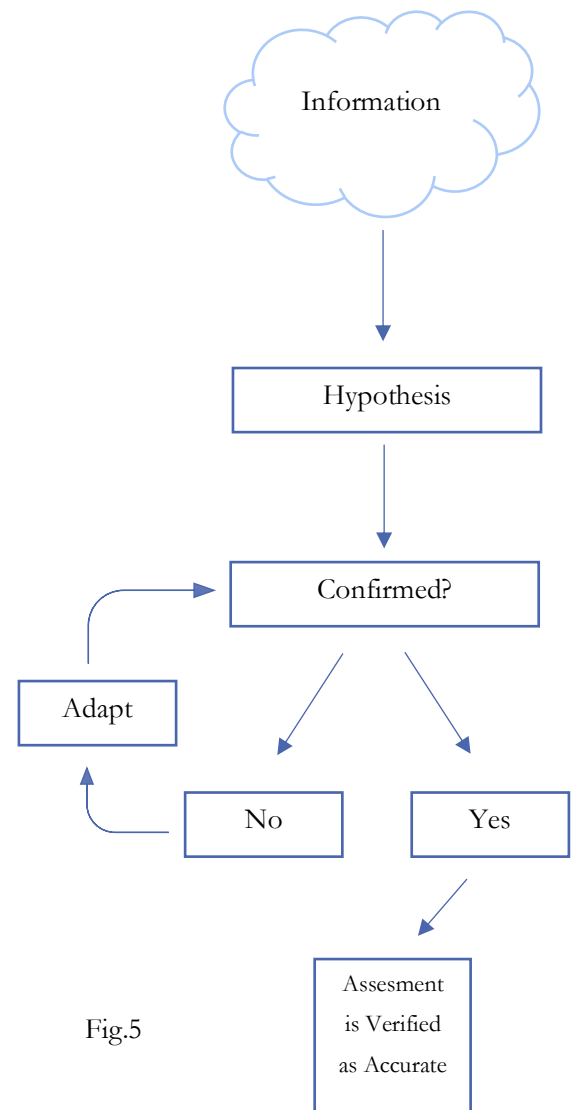 Information
Hypothesis
Confirmed?
Adapt
No
Yes
Assesment
is Verified
as Accurate
Fig.5